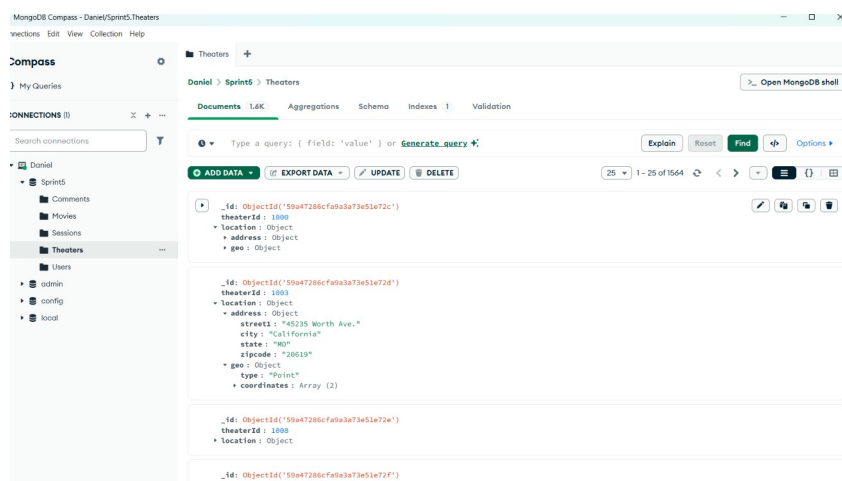 MongoDB Compass - Daniel/Sprint5.Theaters
nnections Edit View Collection Help
Compass
My Queries
CONNECTIONS (1)
Search connections
Daniel
Sprint5
Comments
Movies
Sessions
Theaters
Users
admin
config
local
Theaters
Daniel > Sprint5 > Theaters
>_ Open MongoDB shell
Documents 1.6K Aggregations Schema Indexes 1 Validation
Type a query: { field: 'value' } or Generate query
Explain Reset Find </> Options
ADD DATA EXPORT DATA UPDATE DELETE
25 1 – 25 of 1564
_id: ObjectId('59a47286cfa9a3a73e51e72c')
theaterId : 1000
location : Object
address : Object
geo : Object
_id: ObjectId('59a47286cfa9a3a73e51e72d')
theaterId : 1003
location : Object
address : Object
street1 : "45235 Worth Ave."
city : "California"
state : "MD"
zipcode : "20619"
geo : Object
type : "Point"
coordinates : Array (2)
_id: ObjectId('59a47286cfa9a3a73e51e72e')
theaterId : 1008
location : Object
_id: ObjectId('59a47286cfa9a3a73e51e72f')